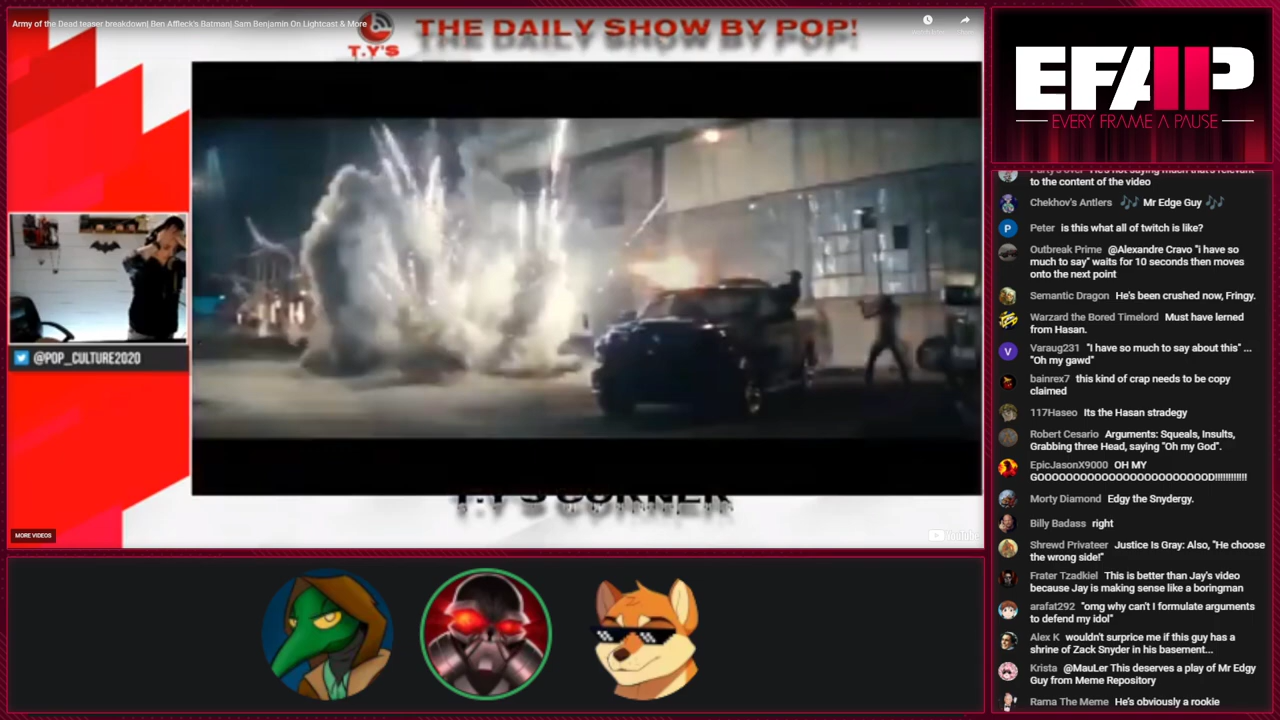 Army of the Dead teaser breakdown| Ben Affleck's Batman| Sam Benjamin On Lightcast & More
T.Y'S
THE DAILY SHOW BY POP!
@POP_CULTURE2020
T.Y'S CORNER
MORE VIDEOS
YouTube
EFAP
EVERY FRAME A PAUSE
to the content of the video
Chekhov's Antlers 🎶 Mr Edge Guy 🎶
P
Peter is this what all of twitch is like?
Outbreak Prime @Alexandre Cravo "i have so
much to say" waits for 10 seconds then moves
onto the next point
Semantic Dragon He's been crushed now, Fringy.
Warzard the Bored Timelord Must have lerned
from Hasan.
V
Varaug231 "I have so much to say about this" ...
"Oh my gawd"
bainrex7 this kind of crap needs to be copy
claimed
117Haseo Its the Hasan stradegy
Robert Cesario Arguments: Squeals, Insults,
Grabbing three Head, saying "Oh my God".
EpicJasonX9000 OH MY
GOOOOOOOOOOOOOOOOOOOOOOOD!!!!!!!!!!!!
Morty Diamond Edgy the Snydergy.
Billy Badass right
Shrewd Privateer Justice Is Gray: Also, "He choose
the wrong side!"
Frater Tzadkiel This is better than Jay's video
because Jay is making sense like a boringman
arafat292 "omg why can't I formulate arguments
to defend my idol"
Alex K wouldn't surprice me if this guy has a
shrine of Zack Snyder in his basement...
Krista @MauLer This deserves a play of Mr Edgy
Guy from Meme Repository
Rama The Meme He's obviously a rookie